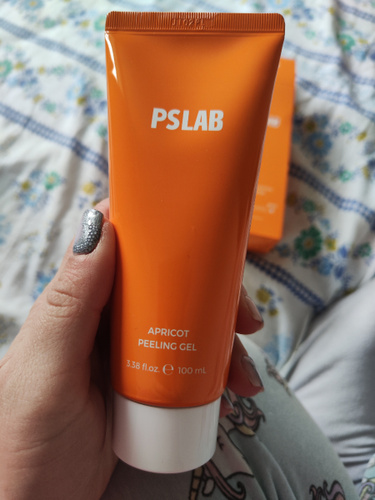 PSLAB
APRICOT
PEELING GEL
3.38 fl.oz. ℮ 100 mL